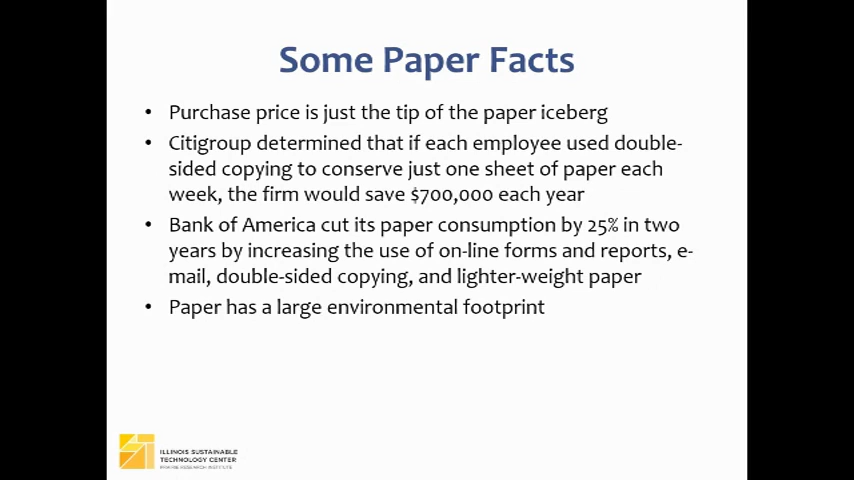 Some Paper Facts
• Purchase price is just the tip of the paper iceberg
• Citigroup determined that if each employee used double-
sided copying to conserve just one sheet of paper each
week, the firm would save $700,000 each year
• Bank of America cut its paper consumption by 25% in two
years by increasing the use of on-line forms and reports, e-
mail, double-sided copying, and lighter-weight paper
• Paper has a large environmental footprint
ILLINOIS SUSTAINABLE
TECHNOLOGY CENTER
PRAIRIE RESEARCH INSTITUTE